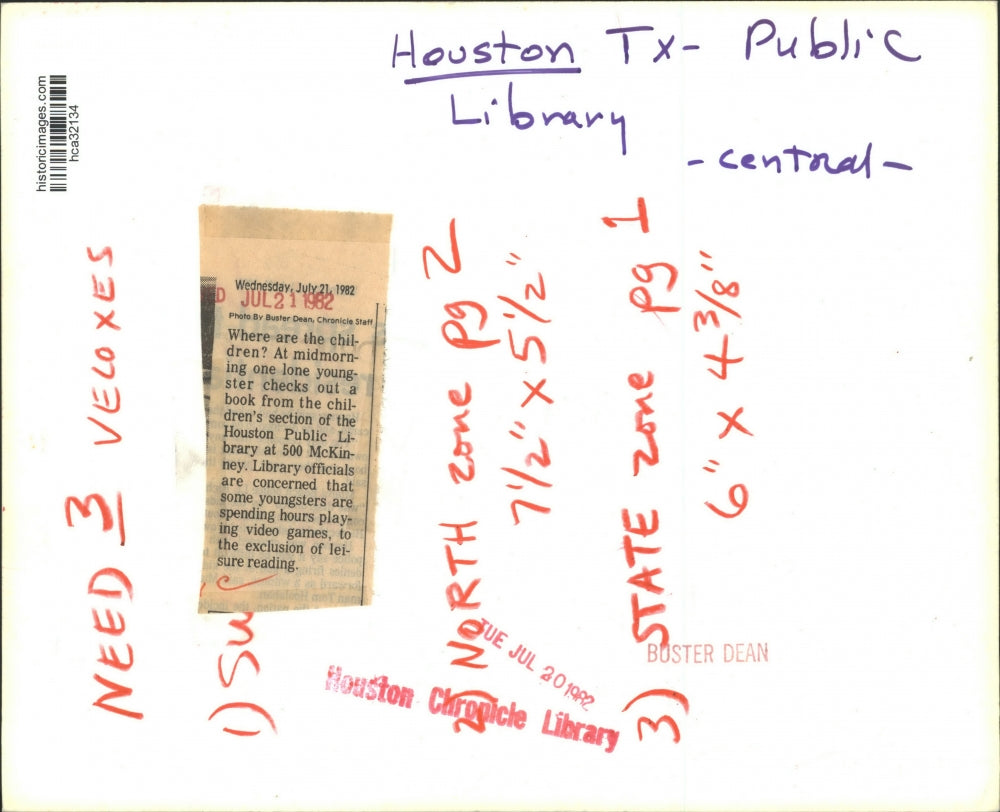 Houston Tx- Public
Library
- central -
historicimages.com
hca32134
NEED 3 VELOXES
1) SW
Wednesday, July 21, 1982
D JUL 21 1982
Photo By Buster Dean, Chronicle Staff
Where are the chil-
dren? At midmorn-
ing one lone young-
ster checks out a
book from the chil-
dren's section of the
Houston Public Li-
brary at 500 McKin-
ney. Library officials
are concerned that
some youngsters are
spending hours play-
ing video games, to
the exclusion of lei-
sure reading.
2) NORTH zone pg 2
7 1/2" x 5 1/2"
3) STATE zone pg 1
6" x 4 3/8"
TUE JUL 20 1982
Houston Chronicle Library
BUSTER DEAN